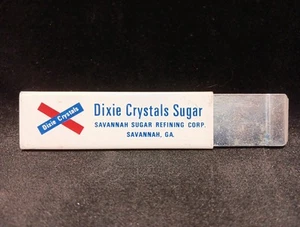 Dixie Crystals
Dixie Crystals Sugar
SAVANNAH SUGAR REFINING CORP.
SAVANNAH, GA.